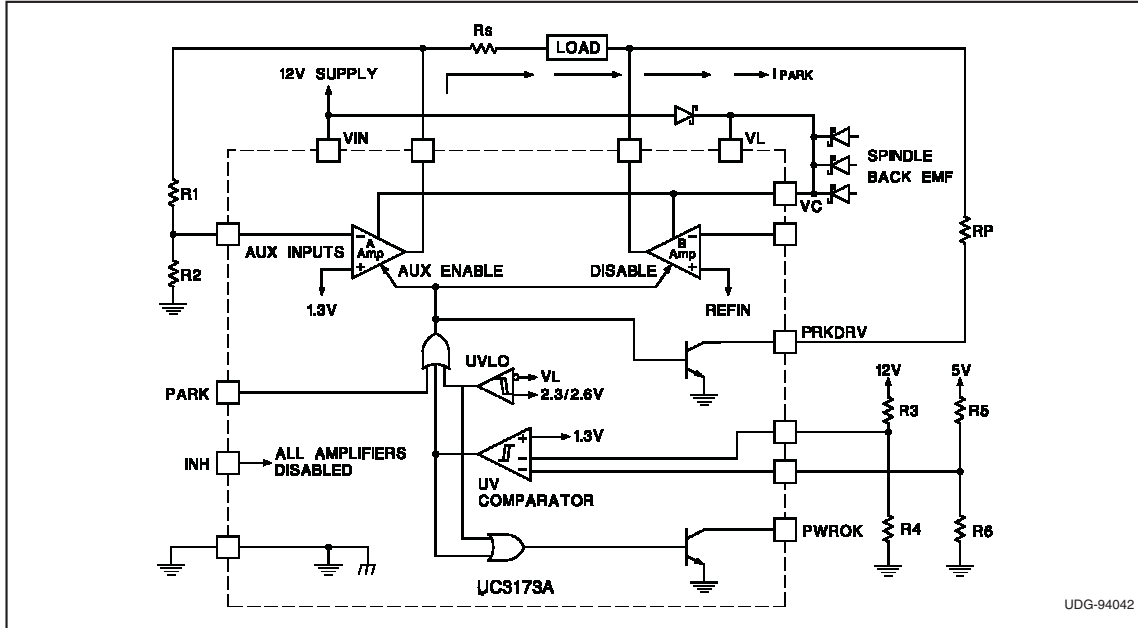 Rs
LOAD
12V SUPPLY
I PARK
VIN
VL
SPINDLE
BACK EMF
VC
R1
A
Amp
B
Amp
RP
AUX INPUTS
AUX ENABLE
DISABLE
R2
1.3V
REFIN
PRKDRV
UVLO
VL
2.3/2.6V
12V
5V
PARK
R3
R5
1.3V
INH
ALL AMPLIFIERS
DISABLED
UV
COMPARATOR
PWROK
R4
R6
UC3173A
UDG-94042